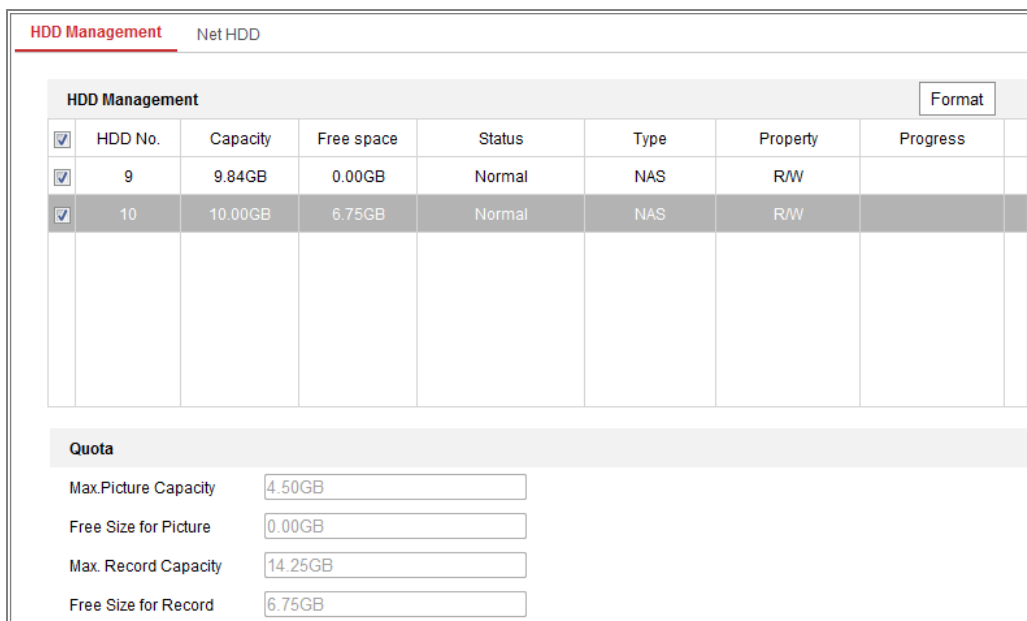 HDD Management Net HDD
HDD Management Format
HDD No. Capacity Free space Status Type Property Progress
9 9.84GB 0.00GB Normal NAS R/W
10 10.00GB 6.75GB Normal NAS R/W
Quota
Max.Picture Capacity 4.50GB
Free Size for Picture 0.00GB
Max. Record Capacity 14.25GB
Free Size for Record 6.75GB